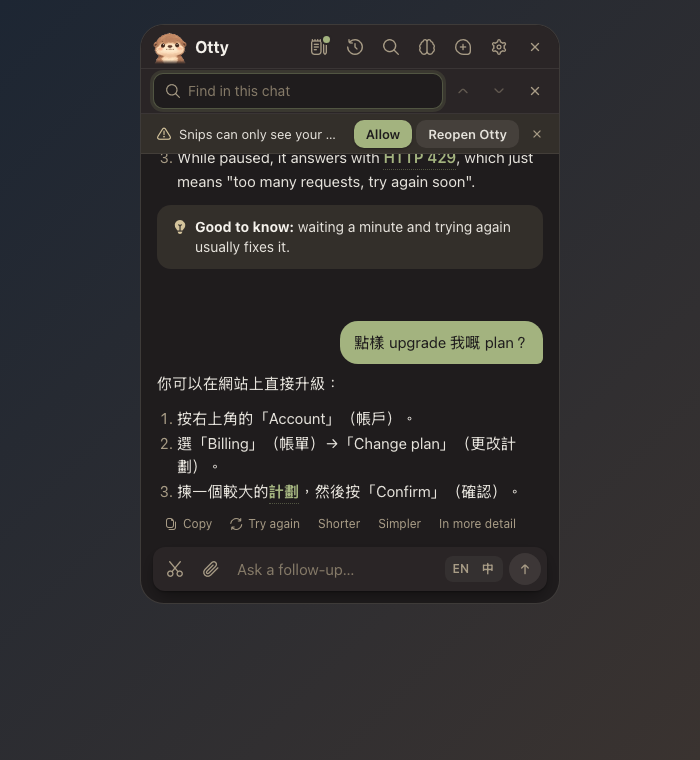 Otty
Find in this chat
Snips can only see your ... Allow Reopen Otty
3. While paused, it answers with HTTP 429, which just
means "too many requests, try again soon".
Good to know: waiting a minute and trying again
usually fixes it.
點樣 upgrade 我嘅 plan？
你可以在網站上直接升級：
1. 按右上角的「Account」（帳戶）。
2. 選「Billing」（帳單）→「Change plan」（更改計
劃）。
3. 揀一個較大的計劃，然後按「Confirm」（確認）。
Copy Try again Shorter Simpler In more detail
Ask a follow-up... EN 中